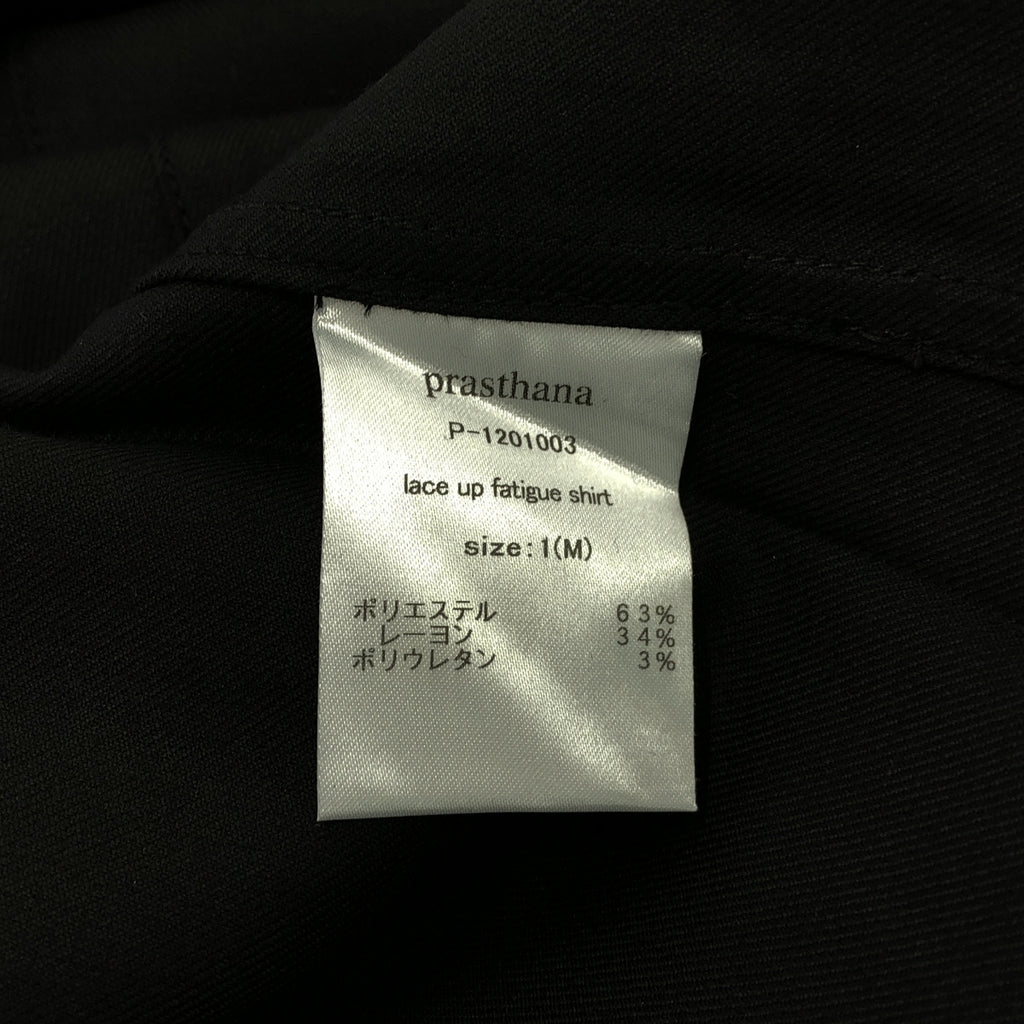 prasthana
P-1201003
lace up fatigue shirt
size:1(M)
ポリエステル 63%
レーヨン 34%
ポリウレタン 3%